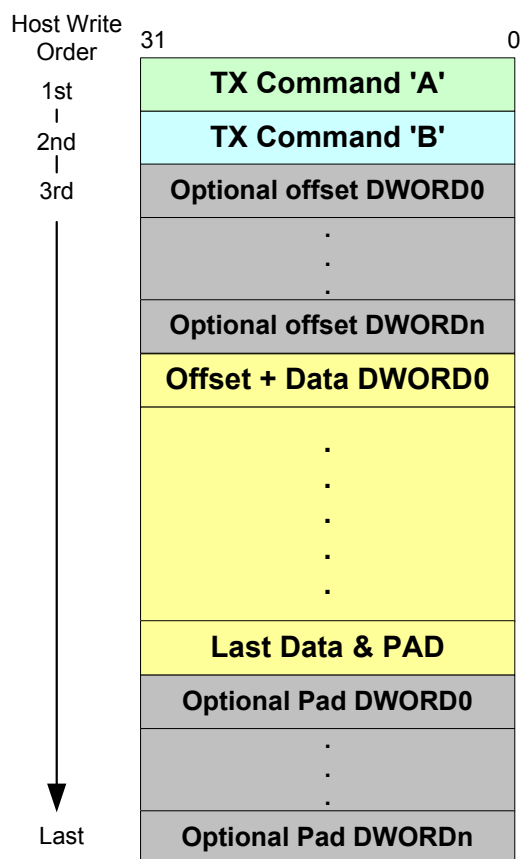 Host Write
Order
31 0
1st
TX Command 'A'
2nd
TX Command 'B'
3rd
Optional offset DWORD0
.
.
.
Optional offset DWORDn
Offset + Data DWORD0
.
.
.
.
.
Last Data & PAD
Optional Pad DWORD0
.
.
.
Last
Optional Pad DWORDn